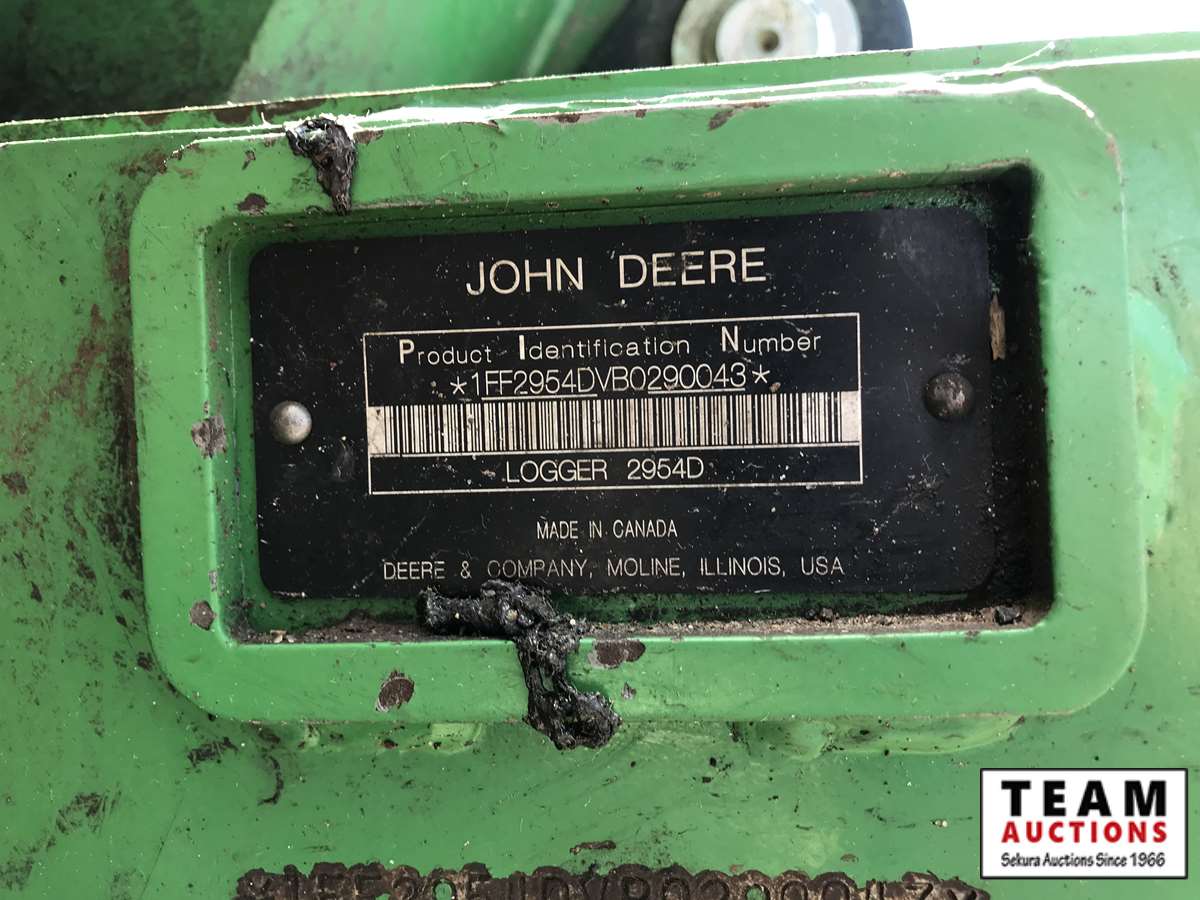 JOHN DEERE
Product Identification Number
*1FF2954DVB0290043*
LOGGER 2954D
MADE IN CANADA
DEERE & COMPANY, MOLINE, ILLINOIS, USA
*1FF2954DVB0290043*
TEAM
AUCTIONS
Sekura Auctions Since 1966